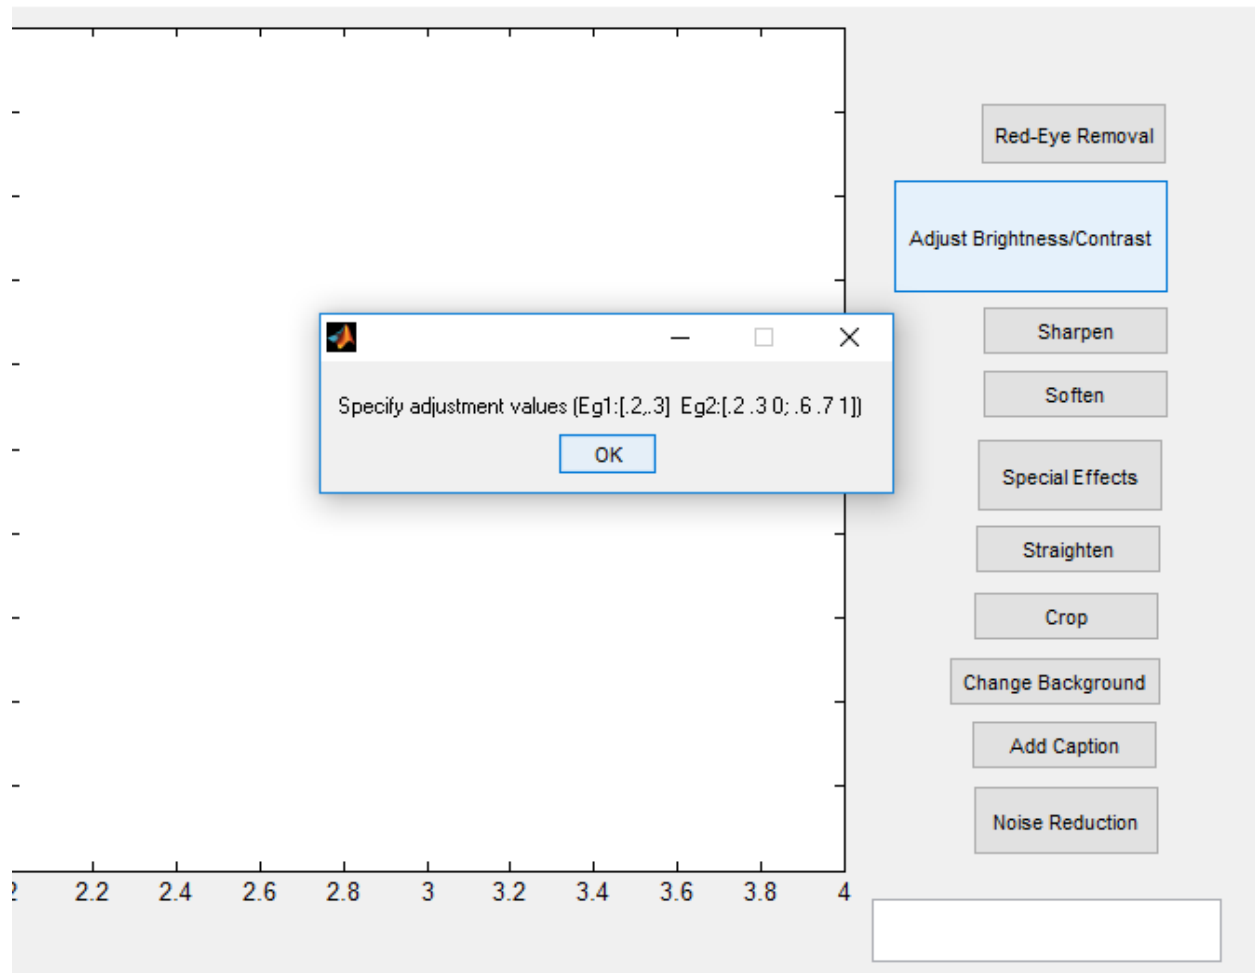 Red-Eye Removal
Adjust Brightness/Contrast
Specify adjustment values (Eg1:[.2,.3]  Eg2:[.2 .3 0; .6 .7 1])
OK
Sharpen
Soften
Special Effects
Straighten
Crop
Change Background
Add Caption
Noise Reduction
2.2 2.4 2.6 2.8 3 3.2 3.4 3.6 3.8 4